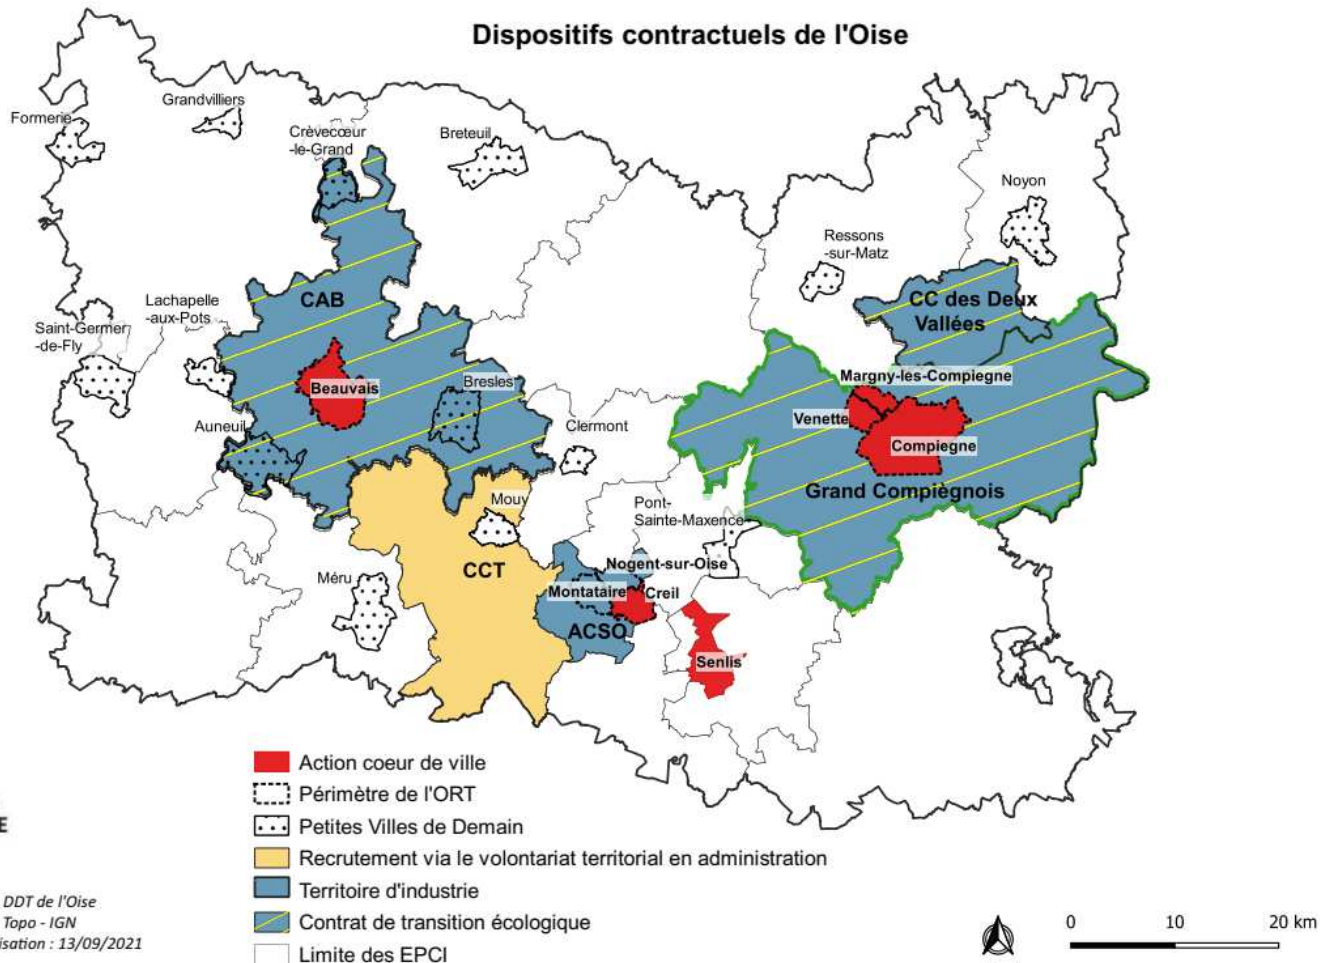 Dispositifs contractuels de l'Oise
Formerie
Grandvilliers
Crèvecœur
-le-Grand
Breteuil
Noyon
Ressons
-sur-Matz
CC des Deux
Vallées
CAB
Lachapelle
-aux-Pots
Saint-Germer
-de-Fly
Margny-les-Compiegne
Beauvais
Bresles
Venette
Auneuil
Clermont
Compiegne
Grand Compiègnois
Mouy
Pont-
Sainte-Maxence
Nogent-sur-Oise
CCT
Méru
Montataire
Creil
ACSO
Senlis
Action coeur de ville
Périmètre de l'ORT
Petites Villes de Demain
Recrutement via le volontariat territorial en administration
Territoire d'industrie
Contrat de transition écologique
Limite des EPCI
E
DDT de l'Oise
Topo - IGN
isation : 13/09/2021
0 10 20 km